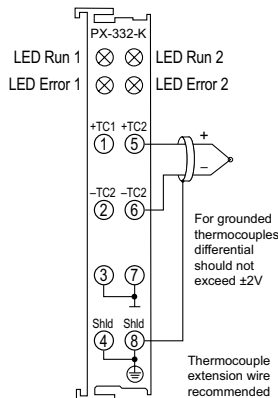 PX-332-K
LED Run 1 LED Run 2
LED Error 1 LED Error 2
+TC1 +TC2
1 5
+
–
–TC2 –TC2
2 6
For grounded
thermocouples
differential
should not
exceed ±2V
3 7
Shld Shld
4 8
Thermocouple
extension wire
recommended